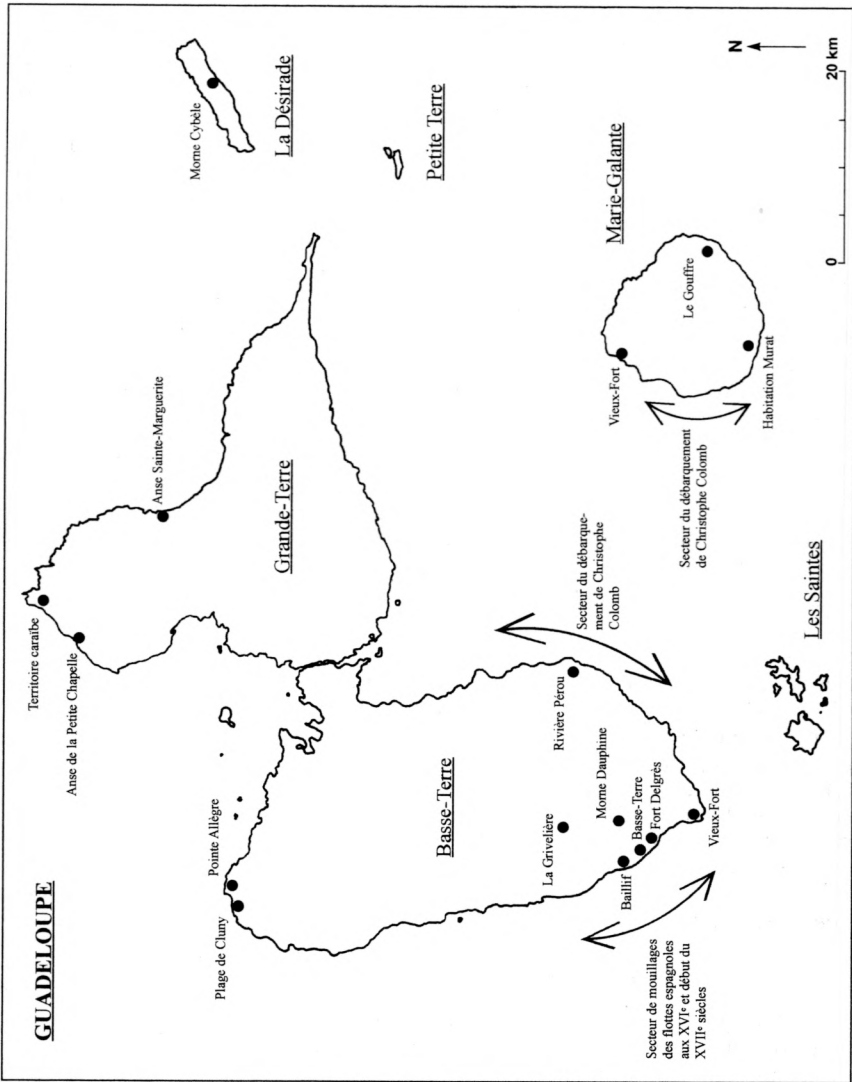 GUADELOUPE
Territoire caraïbe
Anse de la Petite Chapelle
Anse Sainte-Marguerite
Morne Cybèle
La Désirade
Petite Terre
Pointe Allègre
Plage de Cluny
Grande-Terre
Basse-Terre
La Grivelière
Morne Dauphine
Basse-Terre
Fort Delgrès
Baillif
Vieux-Fort
Rivière Pérou
Secteur du débarque-
ment de Christophe
Colomb
Secteur de mouillages
des flottes espagnoles
aux XVIᵉ et début du
XVIIᵉ siècles
Les Saintes
Marie-Galante
Vieux-Fort
Le Gouffre
Habitation Murat
Secteur du débarquement
de Christophe Colomb
N
0 20 km